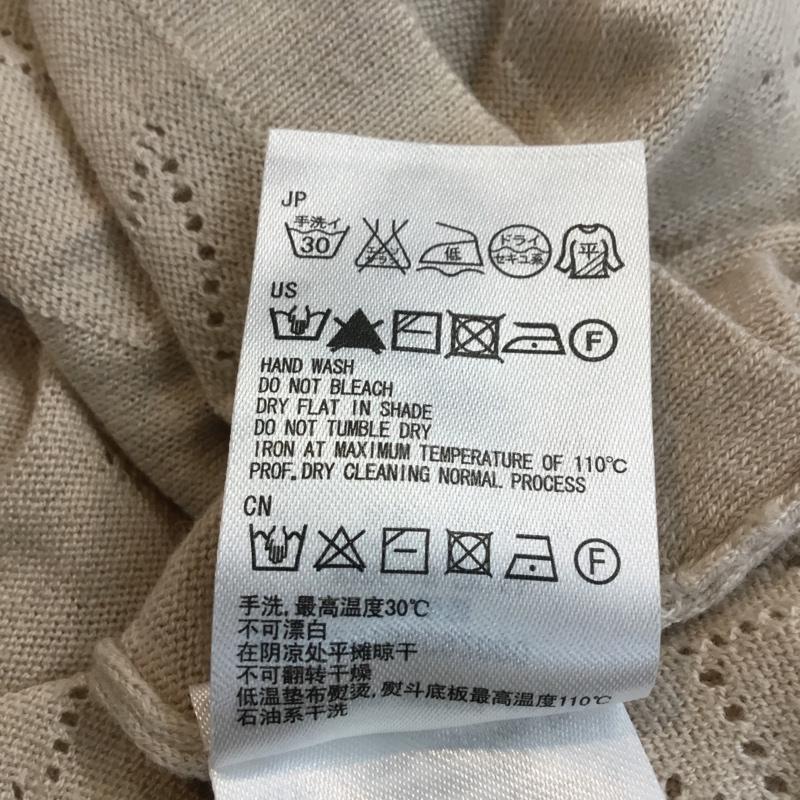 JP
手洗イ
30
エンソ
サラシ
低
ドライ
セキユ系
平
US
F
HAND WASH
DO NOT BLEACH
DRY FLAT IN SHADE
DO NOT TUMBLE DRY
IRON AT MAXIMUM TEMPERATURE OF 110℃
PROF.DRY CLEANING NORMAL PROCESS
CN
F
手洗,最高温度30℃
不可漂白
在阴凉处平摊晾干
不可翻转干燥
低温垫布熨烫,熨斗底板最高温度110℃
石油系干洗